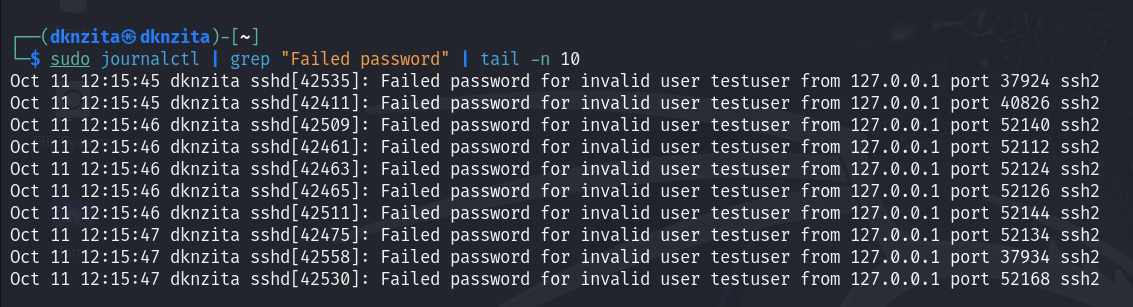 ┌──(dknzita㉿dknzita)-[~]
└─$ sudo journalctl | grep "Failed password" | tail -n 10
Oct 11 12:15:45 dknzita sshd[42535]: Failed password for invalid user testuser from 127.0.0.1 port 37924 ssh2
Oct 11 12:15:45 dknzita sshd[42411]: Failed password for invalid user testuser from 127.0.0.1 port 40826 ssh2
Oct 11 12:15:46 dknzita sshd[42509]: Failed password for invalid user testuser from 127.0.0.1 port 52140 ssh2
Oct 11 12:15:46 dknzita sshd[42461]: Failed password for invalid user testuser from 127.0.0.1 port 52112 ssh2
Oct 11 12:15:46 dknzita sshd[42463]: Failed password for invalid user testuser from 127.0.0.1 port 52124 ssh2
Oct 11 12:15:46 dknzita sshd[42465]: Failed password for invalid user testuser from 127.0.0.1 port 52126 ssh2
Oct 11 12:15:46 dknzita sshd[42511]: Failed password for invalid user testuser from 127.0.0.1 port 52144 ssh2
Oct 11 12:15:47 dknzita sshd[42475]: Failed password for invalid user testuser from 127.0.0.1 port 52134 ssh2
Oct 11 12:15:47 dknzita sshd[42558]: Failed password for invalid user testuser from 127.0.0.1 port 37934 ssh2
Oct 11 12:15:47 dknzita sshd[42530]: Failed password for invalid user testuser from 127.0.0.1 port 52168 ssh2